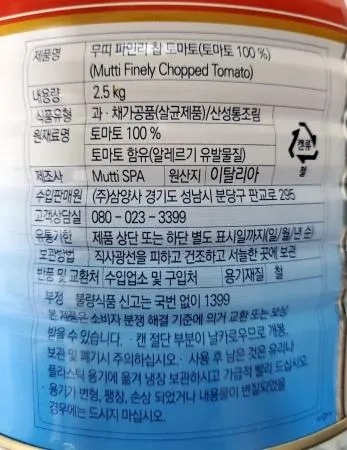 제품명 무띠 파인리 찹 토마토(토마토 100 %)
(Mutti Finely Chopped Tomato)
내용량 2.5 kg
식품유형 과·채가공품(살균제품)/산성통조림
원재료명 토마토 100 %
토마토 함유(알레르기 유발물질)
캔류
철
제조사 Mutti SPA 원산지 이탈리아
수입판매원 (주)삼양사 경기도 성남시 분당구 판교로 295
고객상담실 080 - 023 - 3399
유통기한 제품 상단 또는 하단 별도 표시일까지(일/월/년 순)
보관방법 직사광선을 피하고 건조하고 서늘한 곳에 보관
반품 및 교환처 수입업소 및 구입처 용기재질 철
부정·불량식품 신고는 국번 없이 1399
본 제품은 소비자 분쟁 해결 기준에 의거 교환 또는 보상
받을 수 있습니다. · 캔 절단 부분이 날카로우므로 개봉,
보관 및 폐기시 주의하십시오. · 사용 후 남은 것은 유리나
플라스틱 용기에 옮겨 냉장 보관하시고 가급적 빨리 드십시오.
· 용기가 변형, 팽창, 손상 되었거나 내용물이 변질되었을
경우에는 드시지 마십시오.